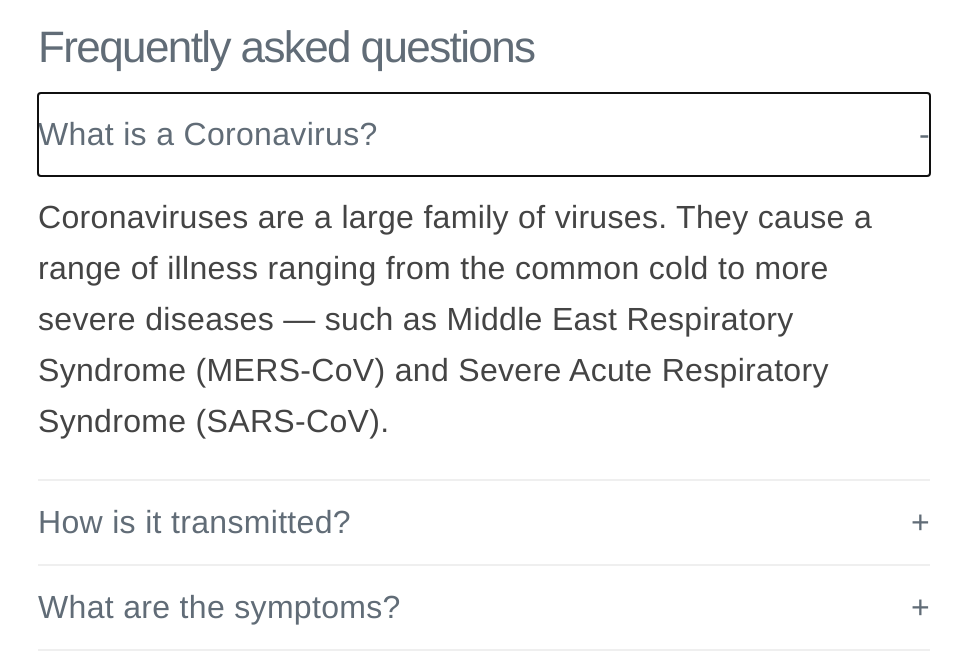 Frequently asked questions
What is a Coronavirus? -
Coronaviruses are a large family of viruses. They cause a
range of illness ranging from the common cold to more
severe diseases — such as Middle East Respiratory
Syndrome (MERS-CoV) and Severe Acute Respiratory
Syndrome (SARS-CoV).
How is it transmitted? +
What are the symptoms? +